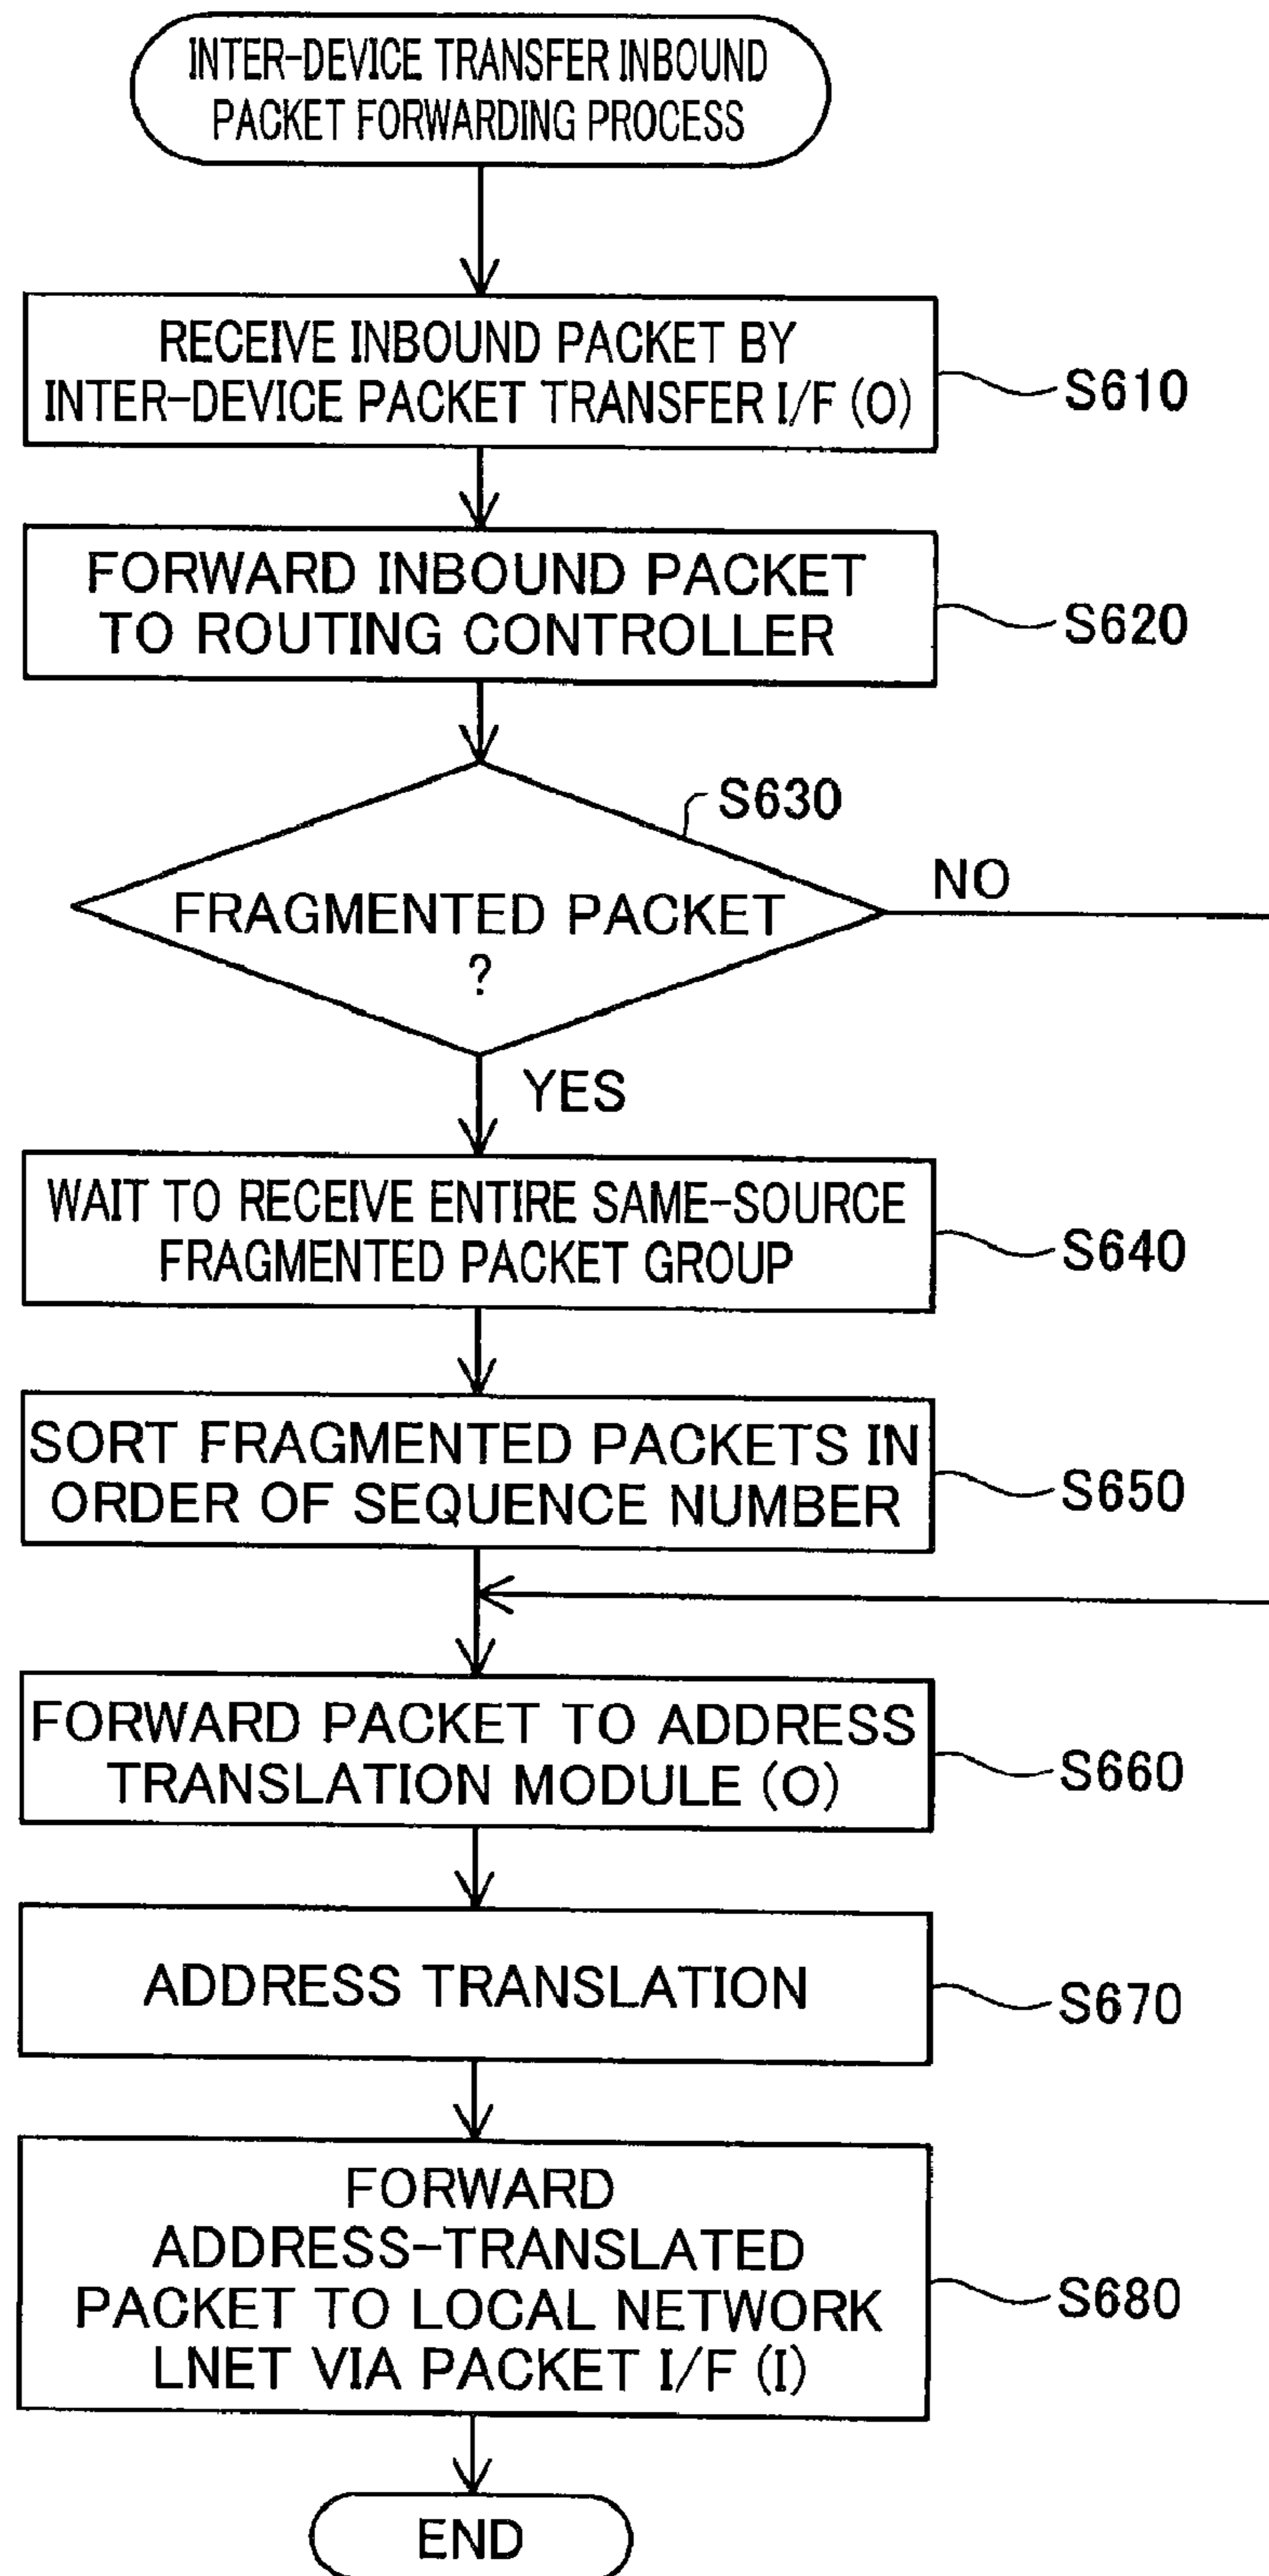 INTER-DEVICE TRANSFER INBOUND
PACKET FORWARDING PROCESS
RECEIVE INBOUND PACKET BY
INTER-DEVICE PACKET TRANSFER I/F (O)
S610
FORWARD INBOUND PACKET
TO ROUTING CONTROLLER
S620
S630
NO
FRAGMENTED PACKET
?
YES
WAIT TO RECEIVE ENTIRE SAME-SOURCE
FRAGMENTED PACKET GROUP
S640
SORT FRAGMENTED PACKETS IN
ORDER OF SEQUENCE NUMBER
S650
FORWARD PACKET TO ADDRESS
TRANSLATION MODULE (O)
S660
ADDRESS TRANSLATION
S670
FORWARD
ADDRESS-TRANSLATED
PACKET TO LOCAL NETWORK
LNET VIA PACKET I/F (I)
S680
END